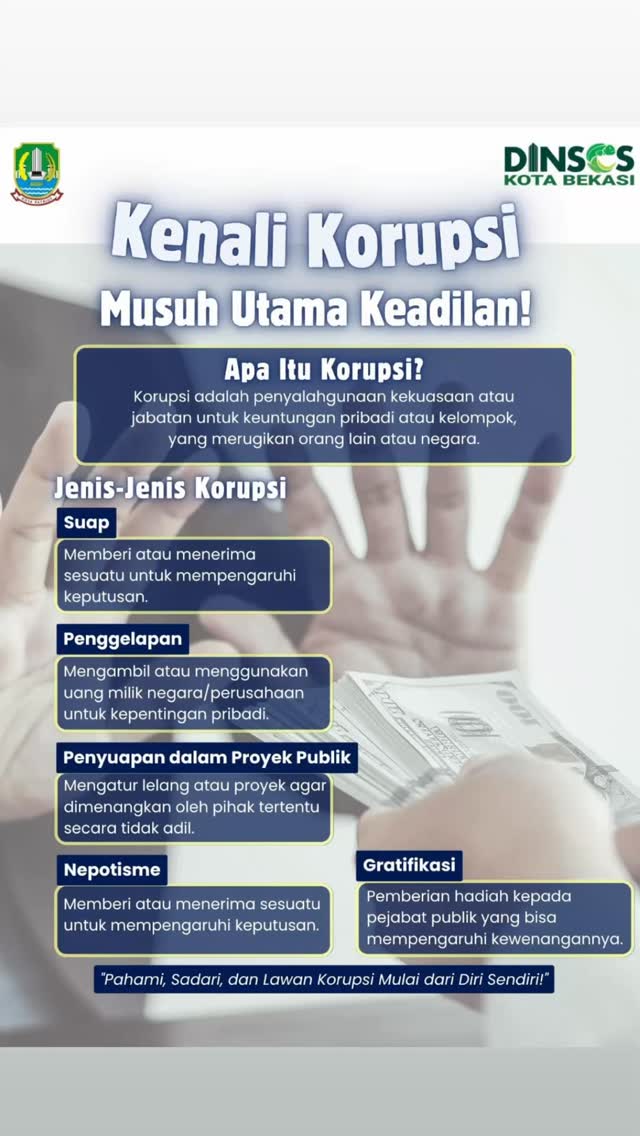 DINSOS
KOTA BEKASI
Kenali Korupsi
Musuh Utama Keadilan!
Apa Itu Korupsi?
Korupsi adalah penyalahgunaan kekuasaan atau
jabatan untuk keuntungan pribadi atau kelompok,
yang merugikan orang lain atau negara.
Jenis-Jenis Korupsi
Suap
Memberi atau menerima
sesuatu untuk mempengaruhi
keputusan.
Penggelapan
Mengambil atau menggunakan
uang milik negara/perusahaan
untuk kepentingan pribadi.
Penyuapan dalam Proyek Publik
Mengatur lelang atau proyek agar
dimenangkan oleh pihak tertentu
secara tidak adil.
Nepotisme
Memberi atau menerima sesuatu
untuk mempengaruhi keputusan.
Gratifikasi
Pemberian hadiah kepada
pejabat publik yang bisa
mempengaruhi kewenangannya.
"Pahami, Sadari, dan Lawan Korupsi Mulai dari Diri Sendiri!"